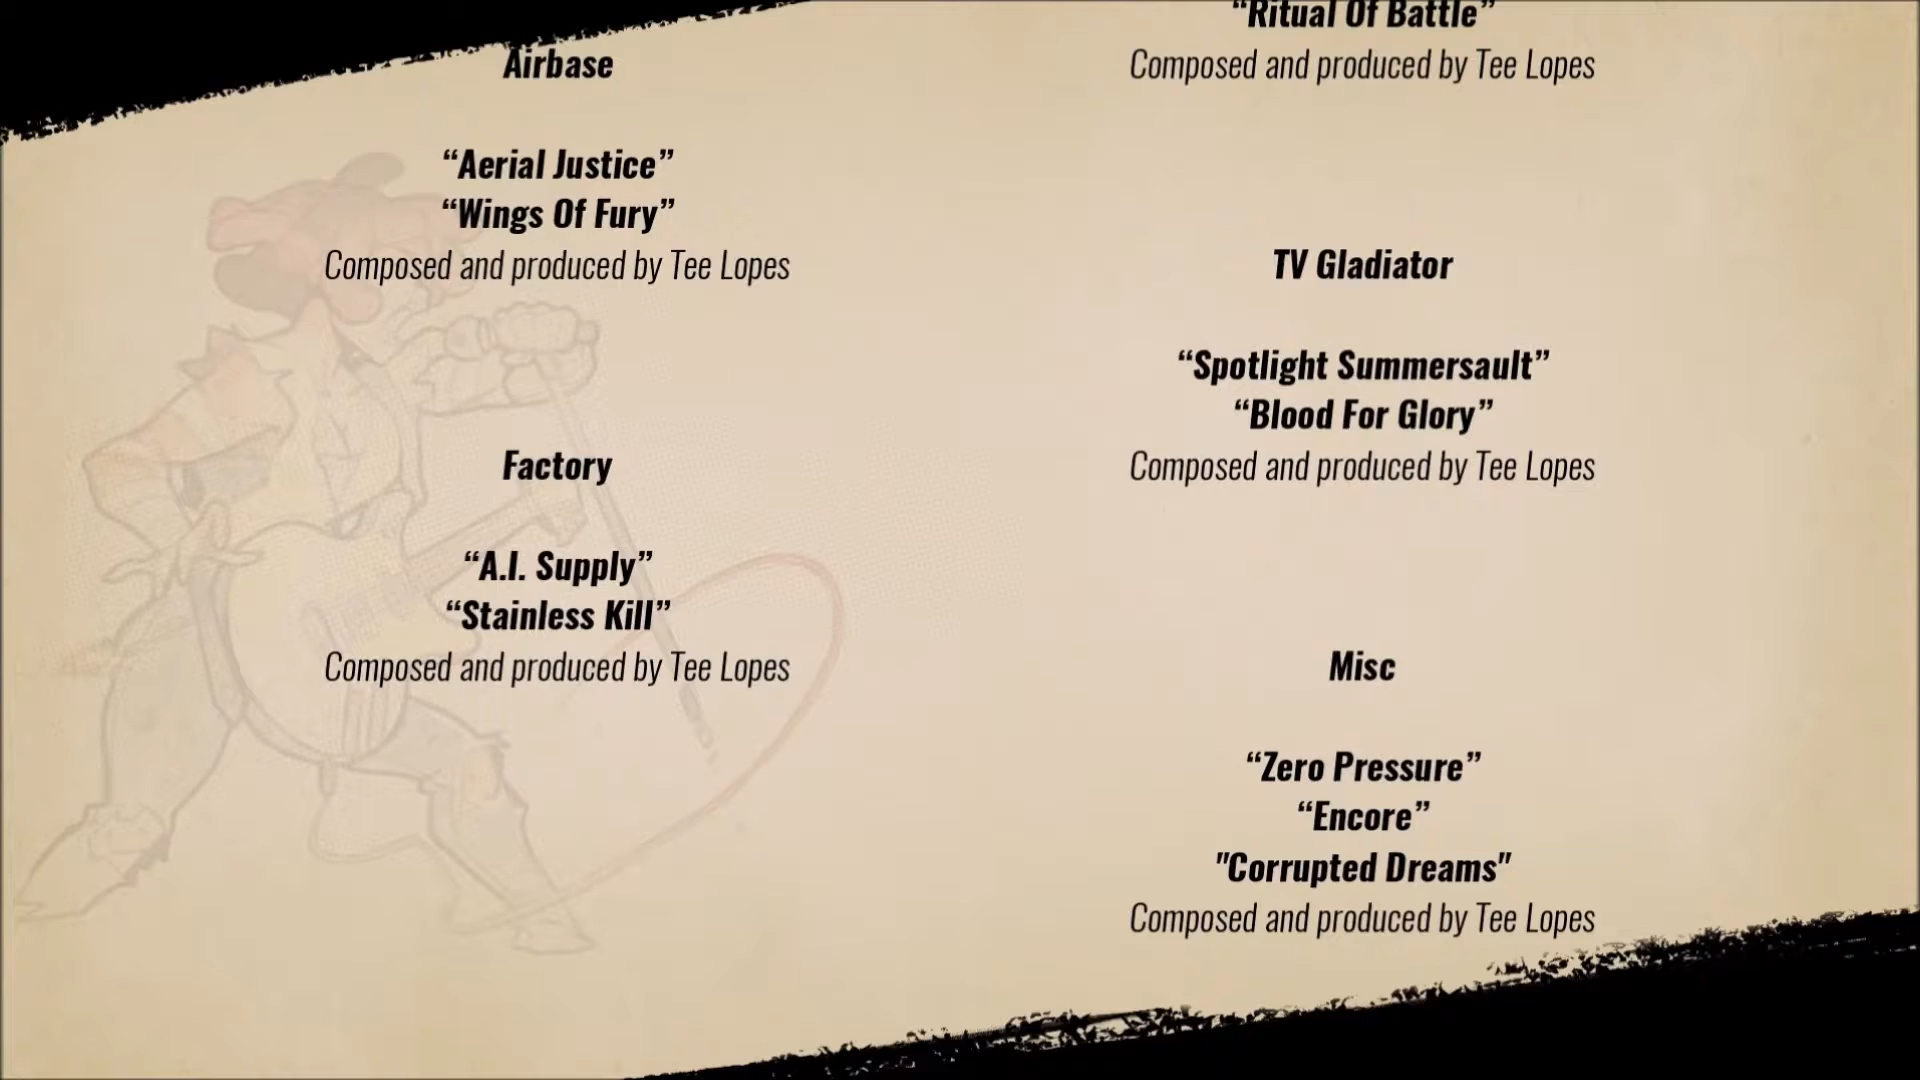 Airbase
“Aerial Justice”
“Wings Of Fury”
Composed and produced by Tee Lopes
Factory
“A.I. Supply”
“Stainless Kill”
Composed and produced by Tee Lopes
“Ritual Of Battle”
Composed and produced by Tee Lopes
TV Gladiator
“Spotlight Summersault”
“Blood For Glory”
Composed and produced by Tee Lopes
Misc
“Zero Pressure”
“Encore”
"Corrupted Dreams"
Composed and produced by Tee Lopes